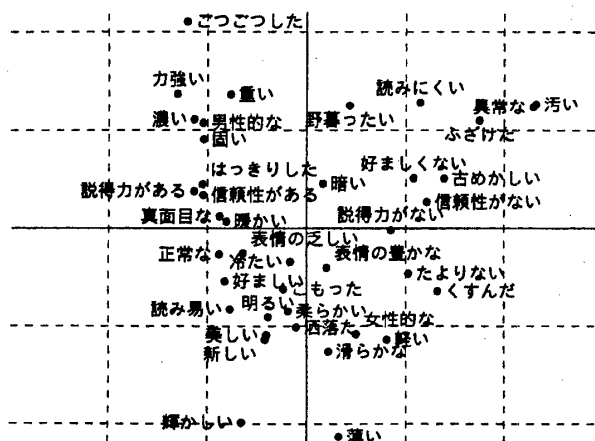 ごつごつした
力強い
重い
読みにくい
異常な
汚い
濃い
男性的な
野暮ったい
ふざけた
固い
はっきりした
好ましくない
説得力がある
信頼性がある
暗い
古めかしい
信頼性がない
真面目な
暖かい
説得力がない
表情の乏しい
正常な
冷たい
表情の豊かな
たよりない
好ましい
こもった
くすんだ
読み易い
明るい
柔らかい
洒落た
女性的な
美しい
軽い
新しい
滑らかな
輝かしい
薄い